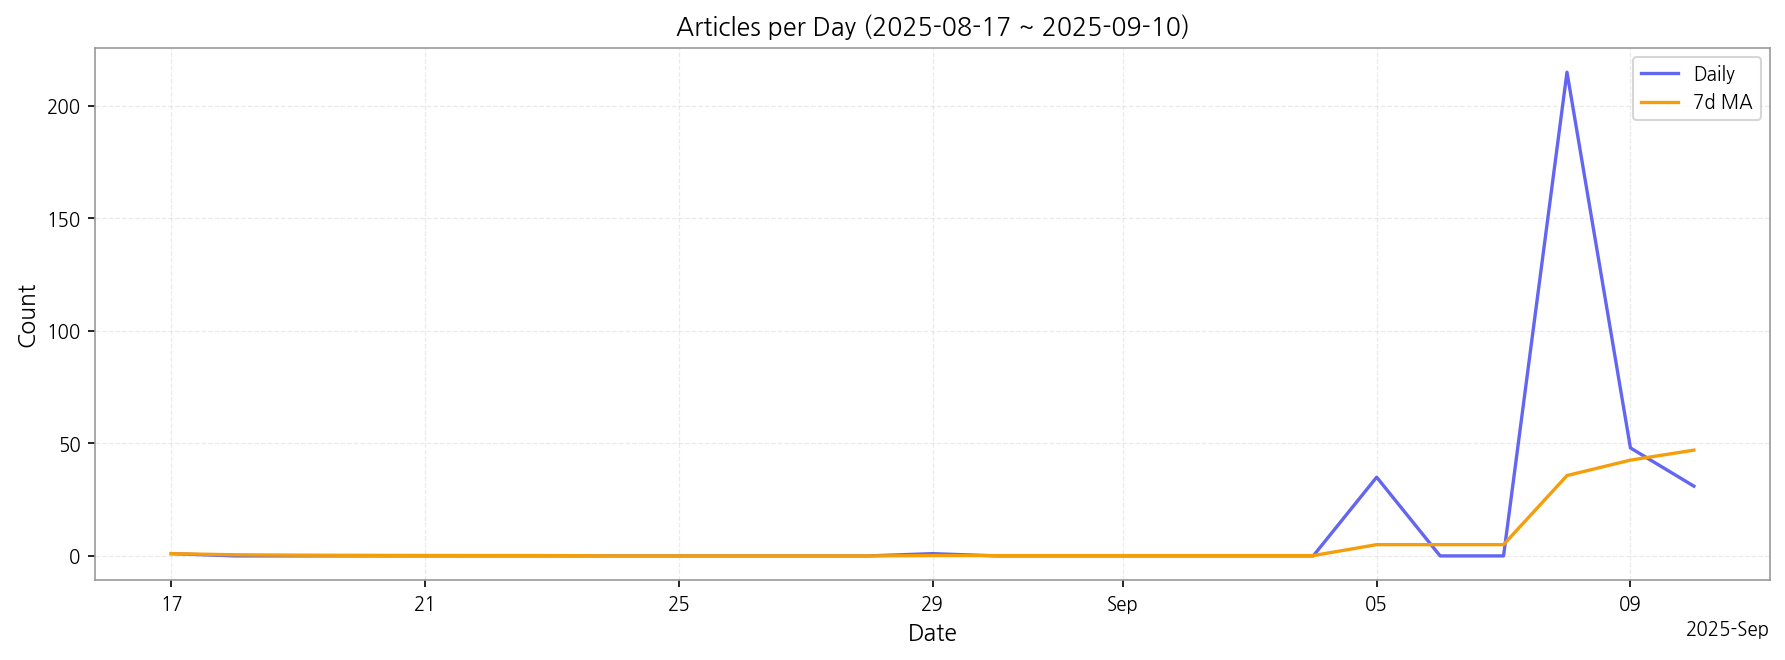 Articles per Day (2025-08-17 ~ 2025-09-10)
Daily
7d MA
Count
200
150
100
50
0
17 21 25 29 Sep 05 09
Date
2025-Sep